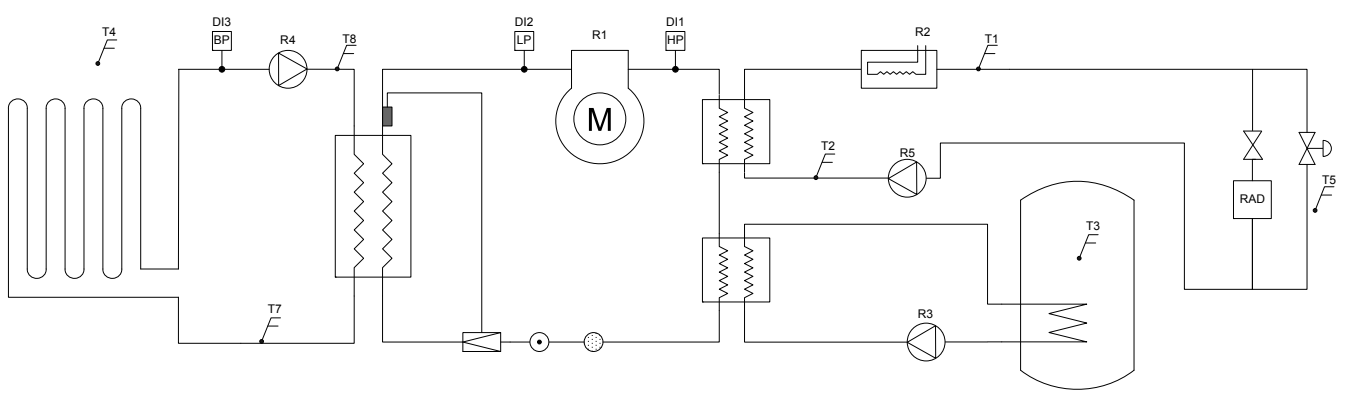 T4
DI3
BP
R4
T8
DI2
LP
R1
M
DI1
HP
R2
T1
T2
R5
RAD
T5
T3
T7
R3